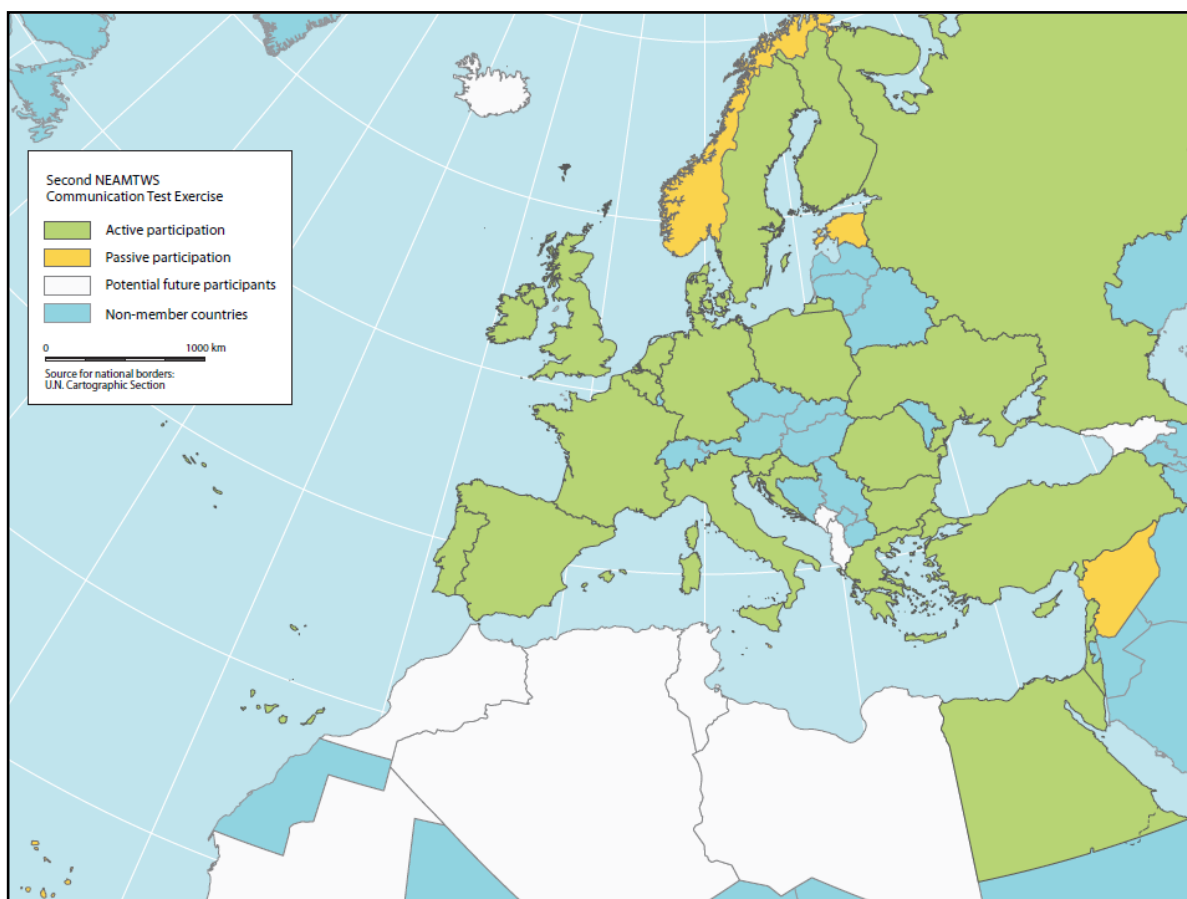 Second NEAMTWS
Communication Test Exercise
Active participation
Passive participation
Potential future participants
Non-member countries
0 1000 km
Source for national borders:
U.N. Cartographic Section